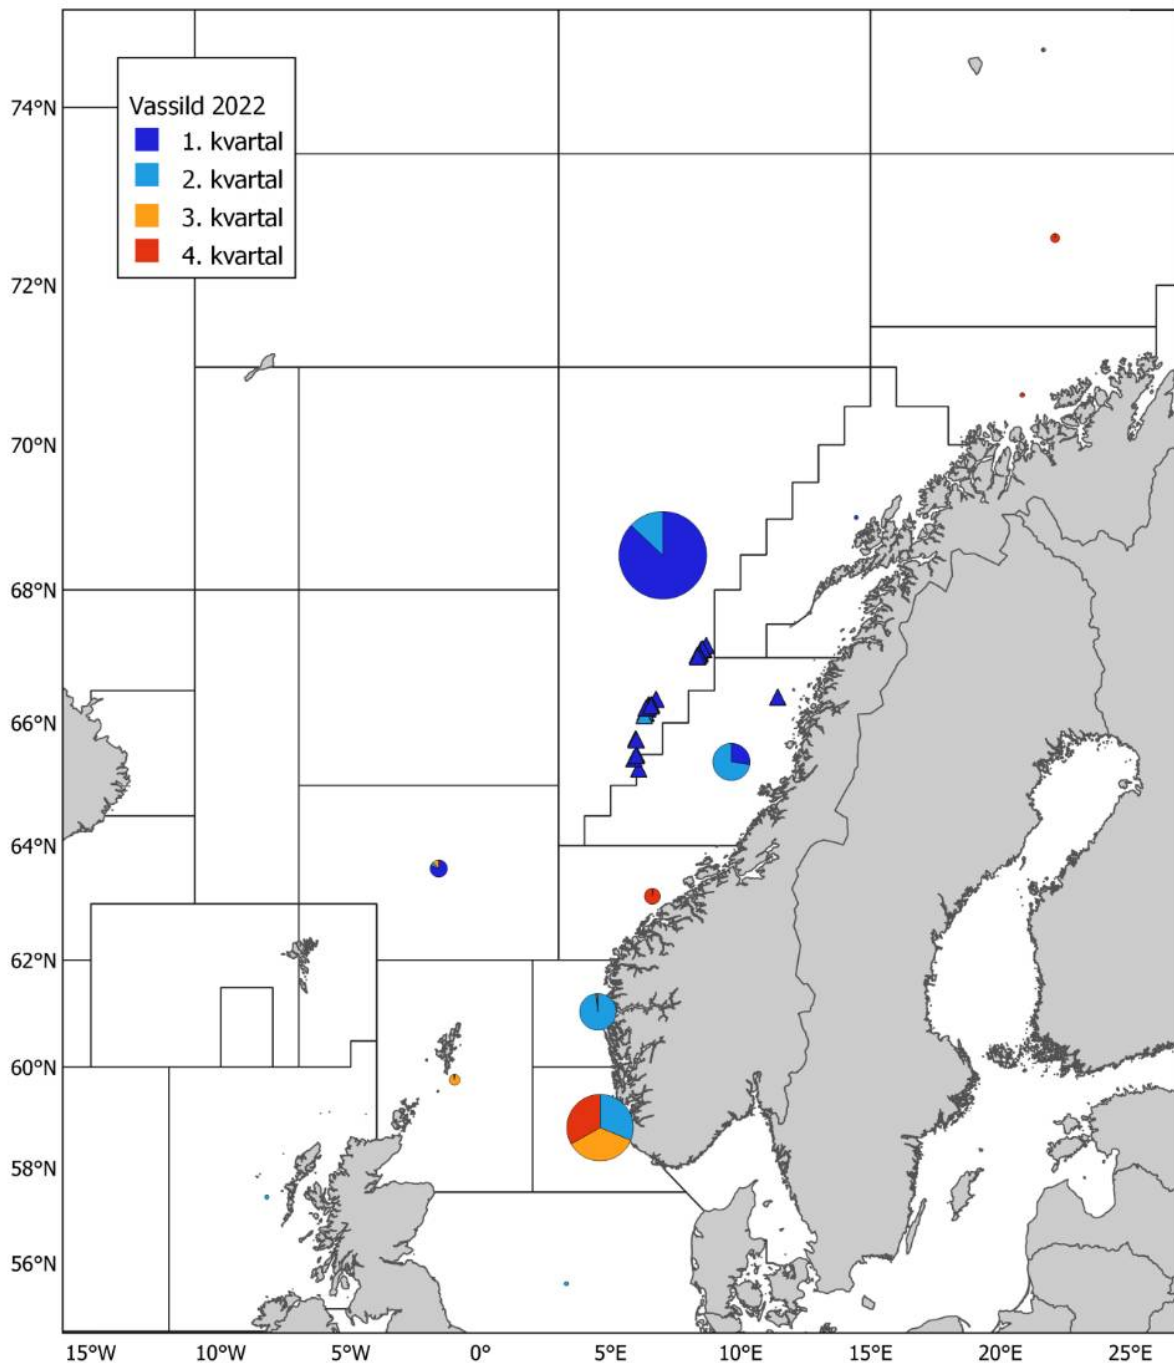 Vassild 2022
1. kvartal
2. kvartal
3. kvartal
4. kvartal
74°N
72°N
70°N
68°N
66°N
64°N
62°N
60°N
58°N
56°N
15°W 10°W 5°W 0° 5°E 10°E 15°E 20°E 25°E